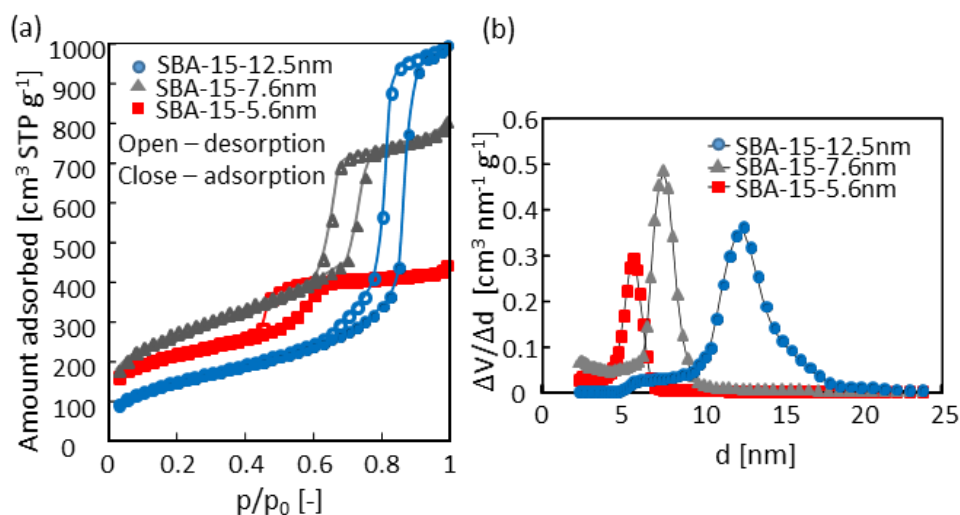 (a)
Amount adsorbed [cm³ STP g⁻¹]
1000
900
800
700
600
500
400
300
200
100
0
SBA-15-12.5nm
SBA-15-7.6nm
SBA-15-5.6nm
Open – desorption
Close – adsorption
0 0.2 0.4 0.6 0.8 1
p/p₀ [-]
(b)
ΔV/Δd [cm³ nm⁻¹ g⁻¹]
0.6
0.5
0.4
0.3
0.2
0.1
0
SBA-15-12.5nm
SBA-15-7.6nm
SBA-15-5.6nm
0 5 10 15 20 25
d [nm]